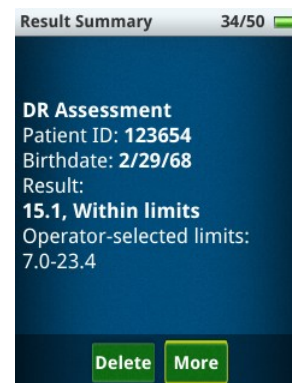 Result Summary 34/50
DR Assessment
Patient ID: 123654
Birthdate: 2/29/68
Result:
15.1, Within limits
Operator-selected limits:
7.0-23.4
Delete More